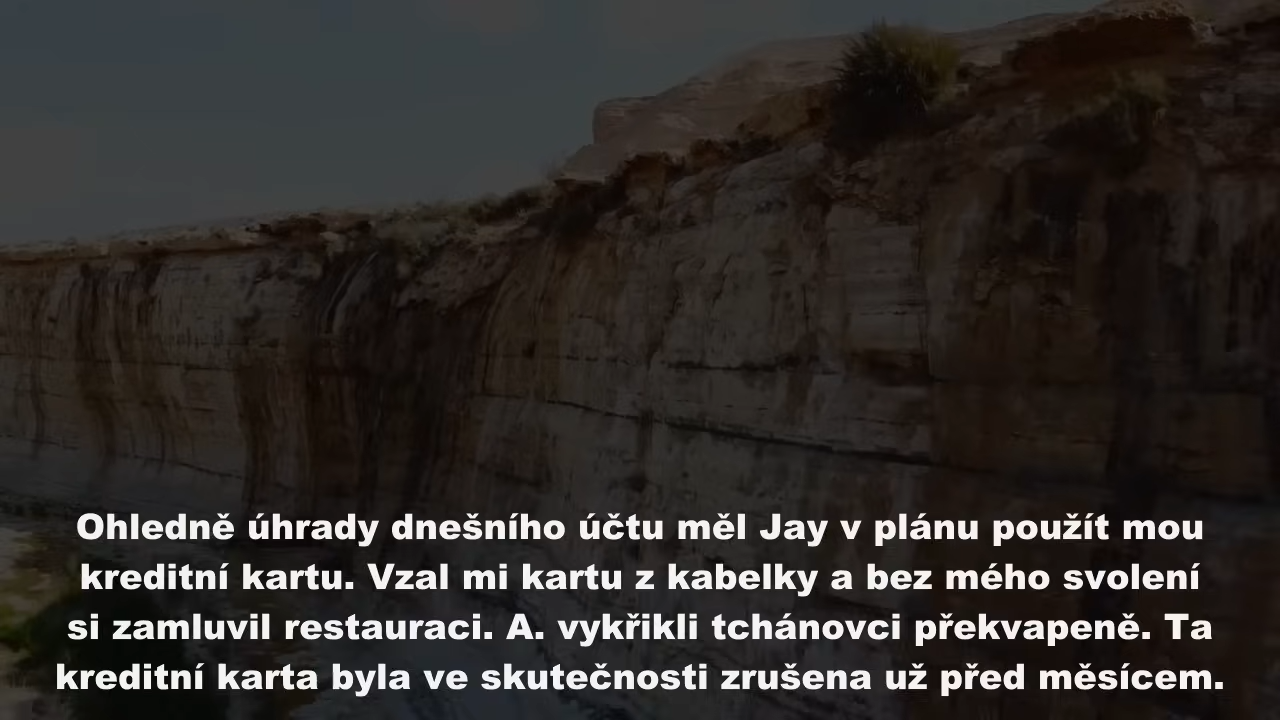 Ohledně úhrady dnešního účtu měl Jay v plánu použít mou
kreditní kartu. Vzal mi kartu z kabelky a bez mého svolení
si zamluvil restauraci. A. vykřikli tchánovci překvapeně. Ta
kreditní karta byla ve skutečnosti zrušena už před měsícem.